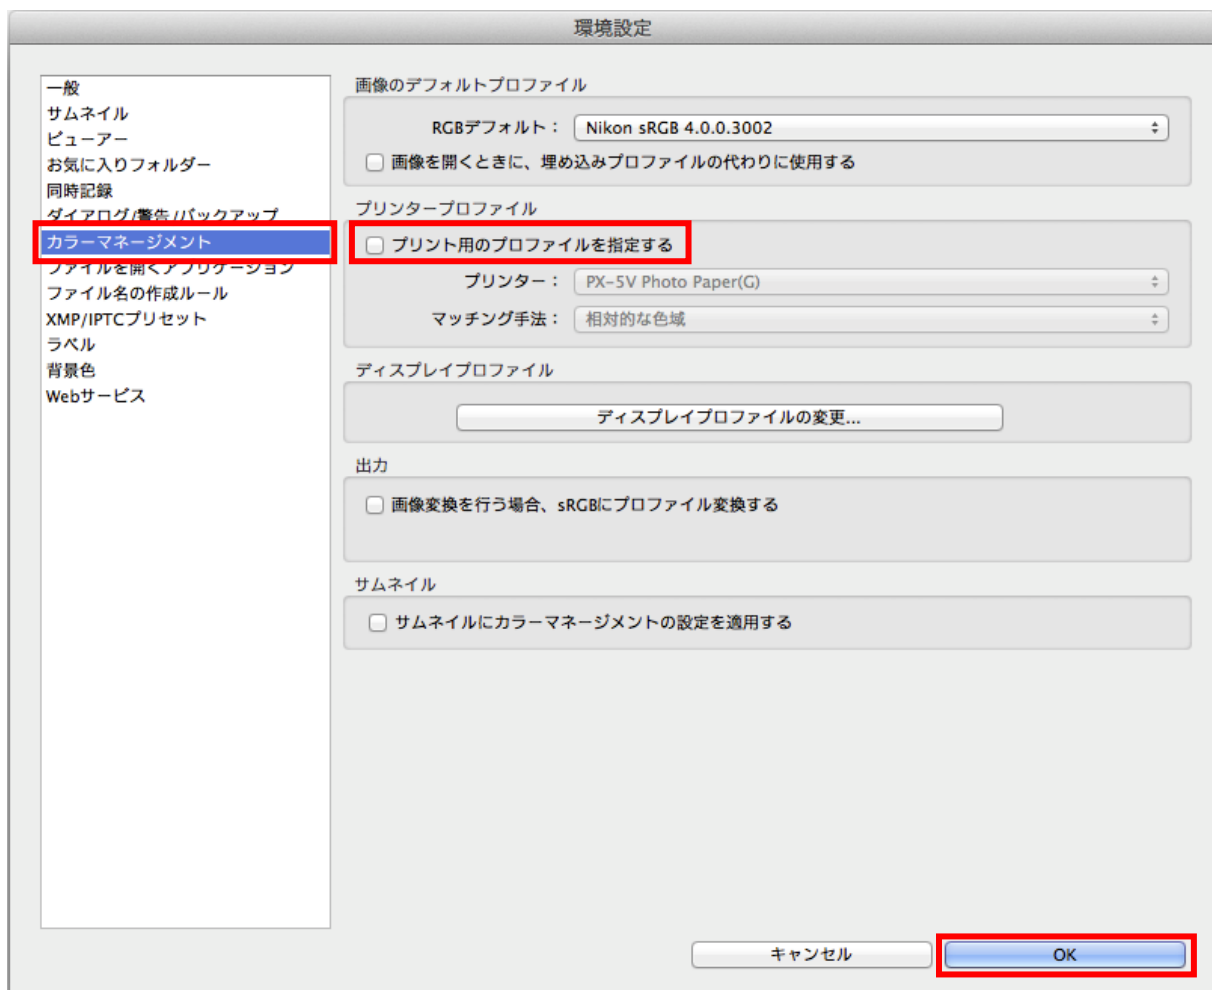 環境設定
一般
サムネイル
ビューアー
お気に入りフォルダー
同時記録
ダイアログ/警告/バックアップ
カラーマネージメント
ファイルを開くアプリケーション
ファイル名の作成ルール
XMP/IPTCプリセット
ラベル
背景色
Webサービス
画像のデフォルトプロファイル
RGBデフォルト： Nikon sRGB 4.0.0.3002
画像を開くときに、埋め込みプロファイルの代わりに使用する
プリンタープロファイル
プリント用のプロファイルを指定する
プリンター： PX-5V Photo Paper(G)
マッチング手法： 相対的な色域
ディスプレイプロファイル
ディスプレイプロファイルの変更...
出力
画像変換を行う場合、sRGBにプロファイル変換する
サムネイル
サムネイルにカラーマネージメントの設定を適用する
キャンセル OK